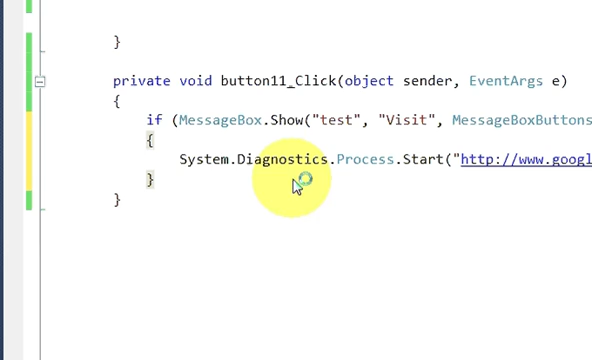 }
private void button11_Click(object sender, EventArgs e)
{
if (MessageBox.Show("test", "Visit", MessageBoxButtons
{
System.Diagnostics.Process.Start("http://www.googl
}
}